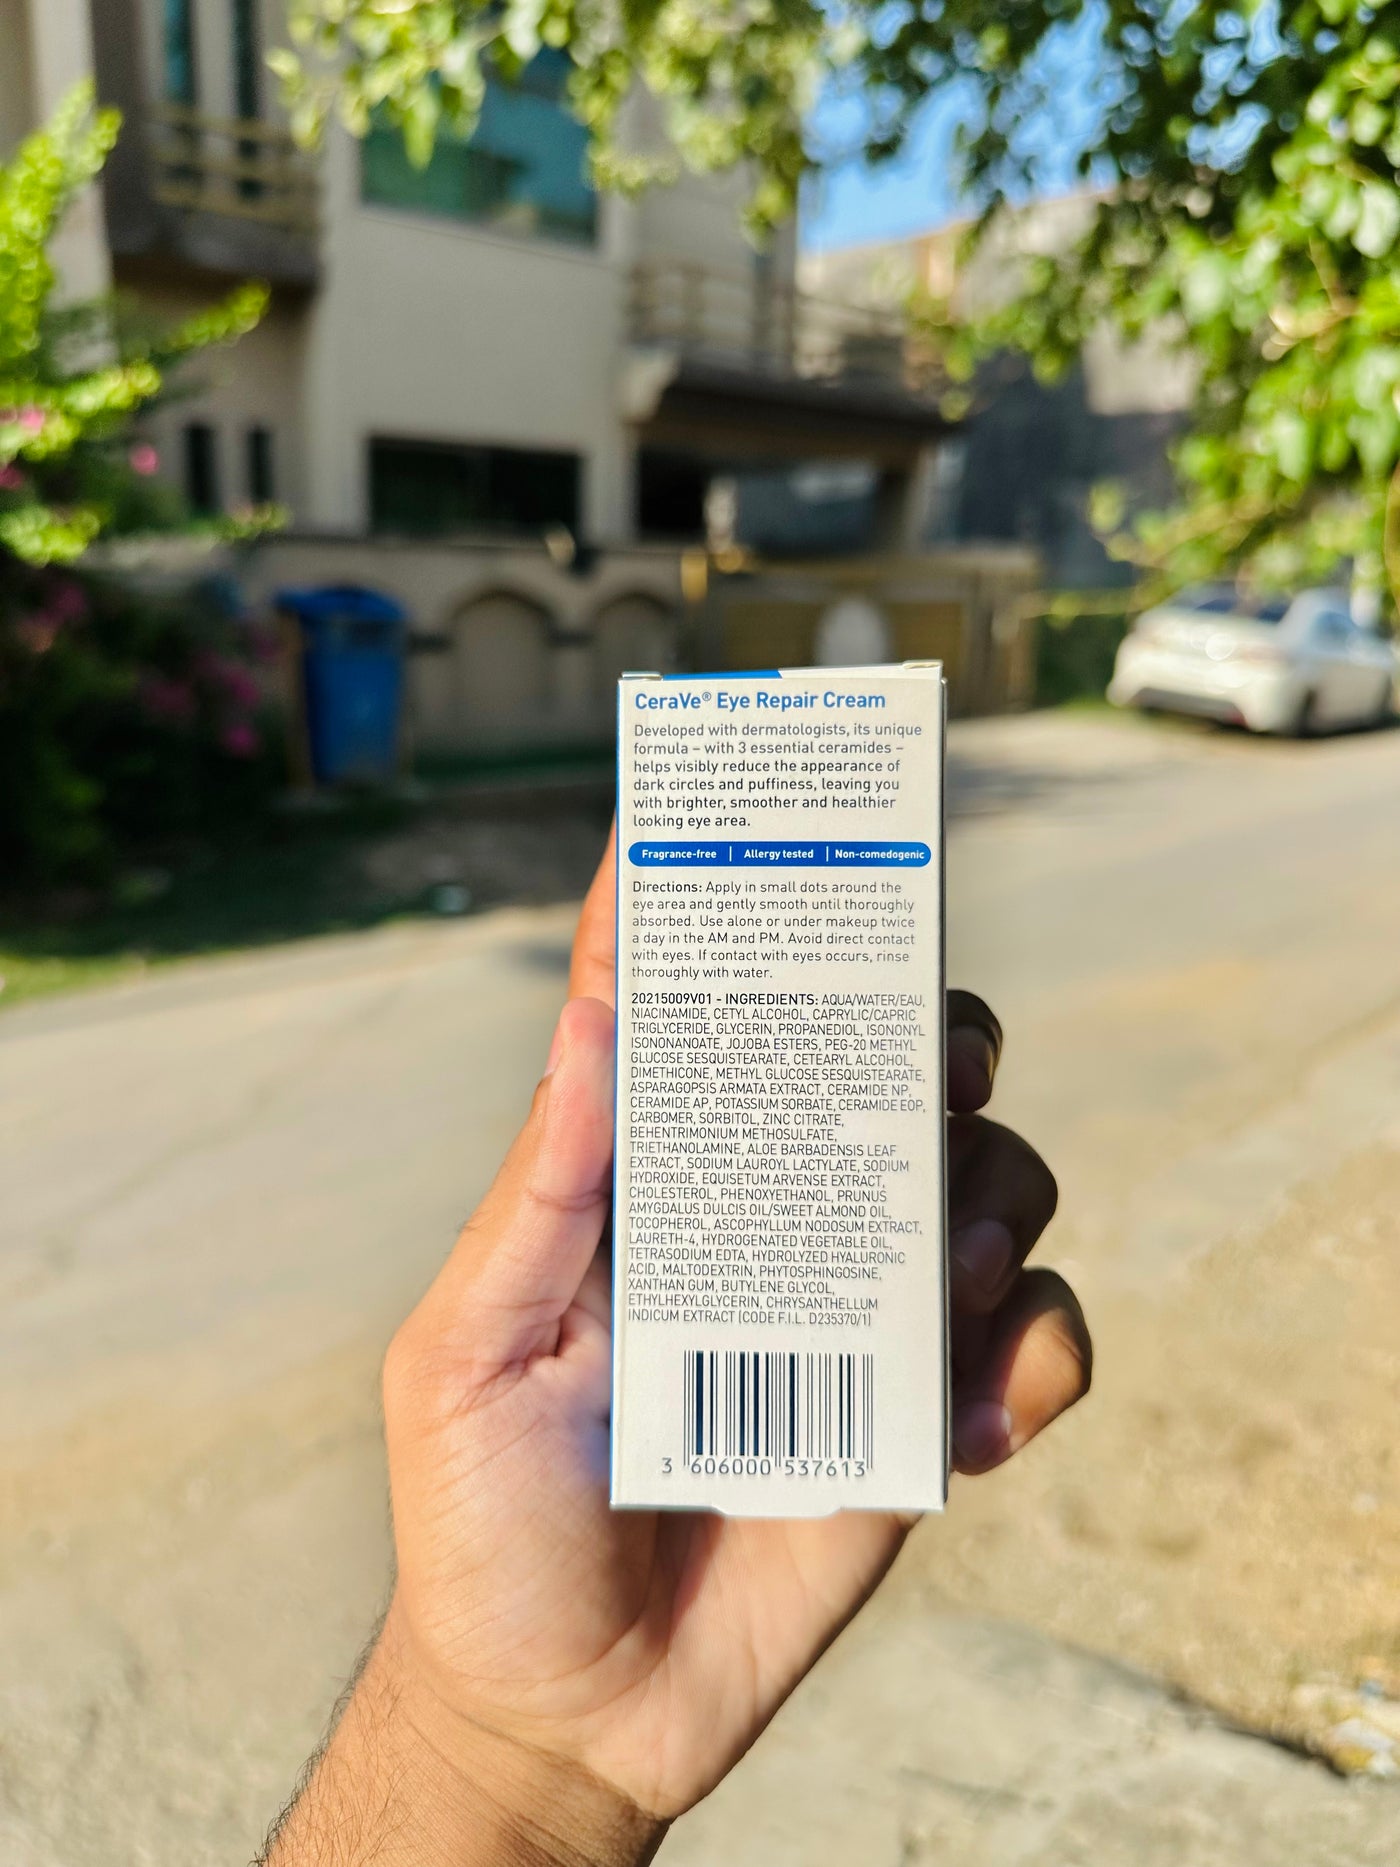 CeraVe® Eye Repair Cream
Developed with dermatologists, its unique
formula – with 3 essential ceramides –
helps visibly reduce the appearance of
dark circles and puffiness, leaving you
with brighter, smoother and healthier
looking eye area.
Fragrance-free | Allergy tested | Non-comedogenic
Directions: Apply in small dots around the
eye area and gently smooth until thoroughly
absorbed. Use alone or under makeup twice
a day in the AM and PM. Avoid direct contact
with eyes. If contact with eyes occurs, rinse
thoroughly with water.
20215009V01 - INGREDIENTS: AQUA/WATER/EAU,
NIACINAMIDE, CETYL ALCOHOL, CAPRYLIC/CAPRIC
TRIGLYCERIDE, GLYCERIN, PROPANEDIOL, ISONONYL
ISONONANOATE, JOJOBA ESTERS, PEG-20 METHYL
GLUCOSE SESQUISTEARATE, CETEARYL ALCOHOL,
DIMETHICONE, METHYL GLUCOSE SESQUISTEARATE,
ASPARAGOPSIS ARMATA EXTRACT, CERAMIDE NP,
CERAMIDE AP, POTASSIUM SORBATE, CERAMIDE EOP,
CARBOMER, SORBITOL, ZINC CITRATE,
BEHENTRIMONIUM METHOSULFATE,
TRIETHANOLAMINE, ALOE BARBADENSIS LEAF
EXTRACT, SODIUM LAUROYL LACTYLATE, SODIUM
HYDROXIDE, EQUISETUM ARVENSE EXTRACT,
CHOLESTEROL, PHENOXYETHANOL, PRUNUS
AMYGDALUS DULCIS OIL/SWEET ALMOND OIL,
TOCOPHEROL, ASCOPHYLLUM NODOSUM EXTRACT,
LAURETH-4, HYDROGENATED VEGETABLE OIL,
TETRASODIUM EDTA, HYDROLYZED HYALURONIC
ACID, MALTODEXTRIN, PHYTOSPHINGOSINE,
XANTHAN GUM, BUTYLENE GLYCOL,
ETHYLHEXYLGLYCERIN, CHRYSANTHELLUM
INDICUM EXTRACT (CODE F.I.L. D235370/1)
3 606000 537613